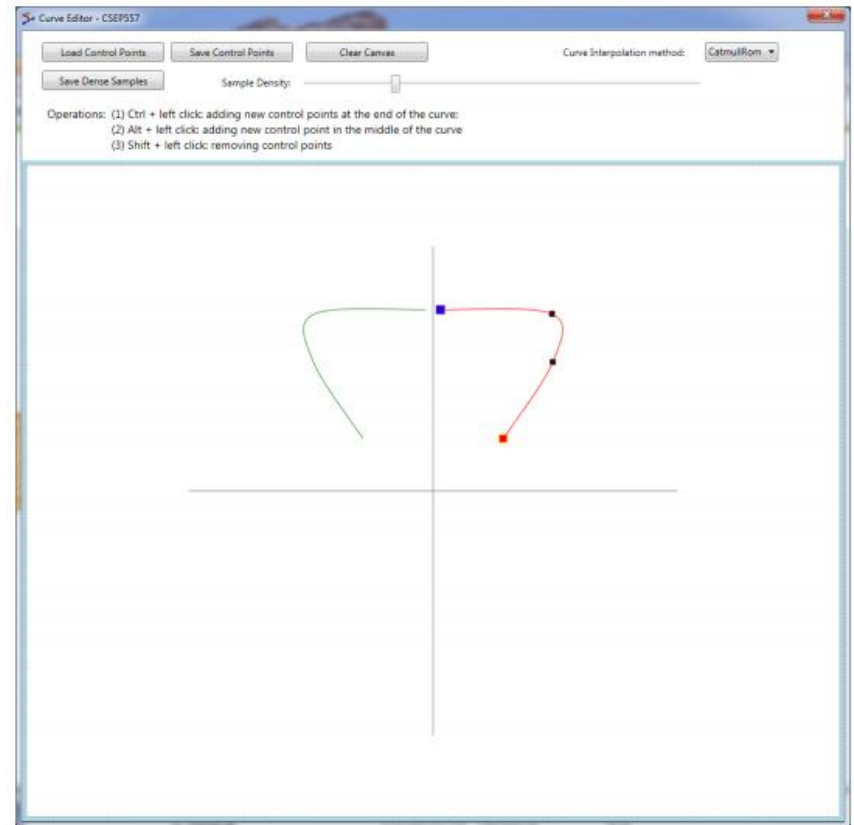 Curve Editor - CSEP557
Load Control Points Save Control Points Clear Canvas Curve Interpolation method: CatmullRom
Save Dense Samples Sample Density:
Operations: (1) Ctrl + left click: adding new control points at the end of the curve;
(2) Alt + left click: adding new control point in the middle of the curve
(3) Shift + left click: removing control points